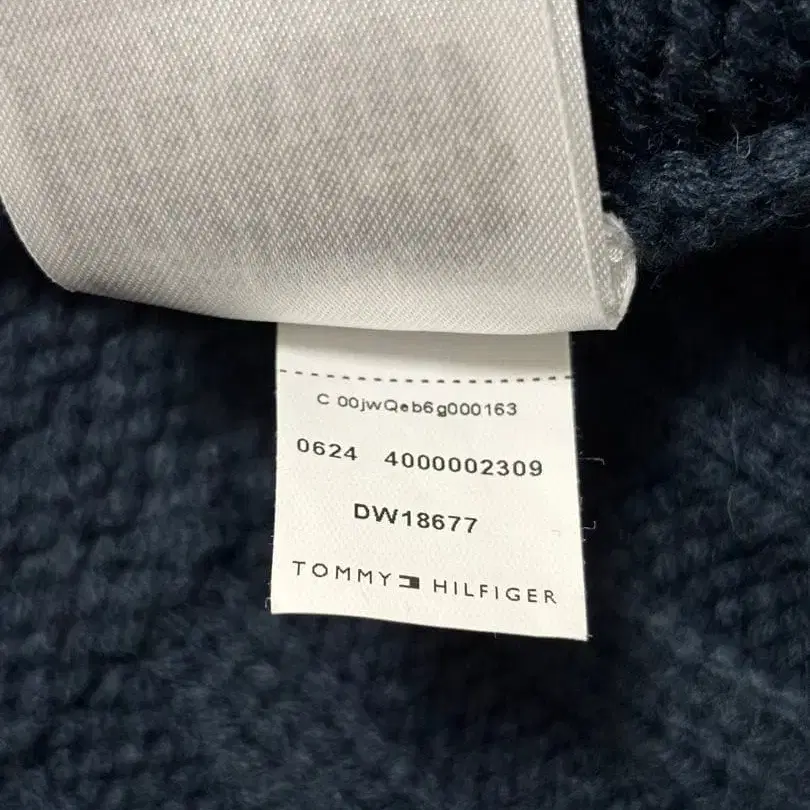 C 00jwQeb6g000163
0624 4000002309
DW18677
TOMMY HILFIGER